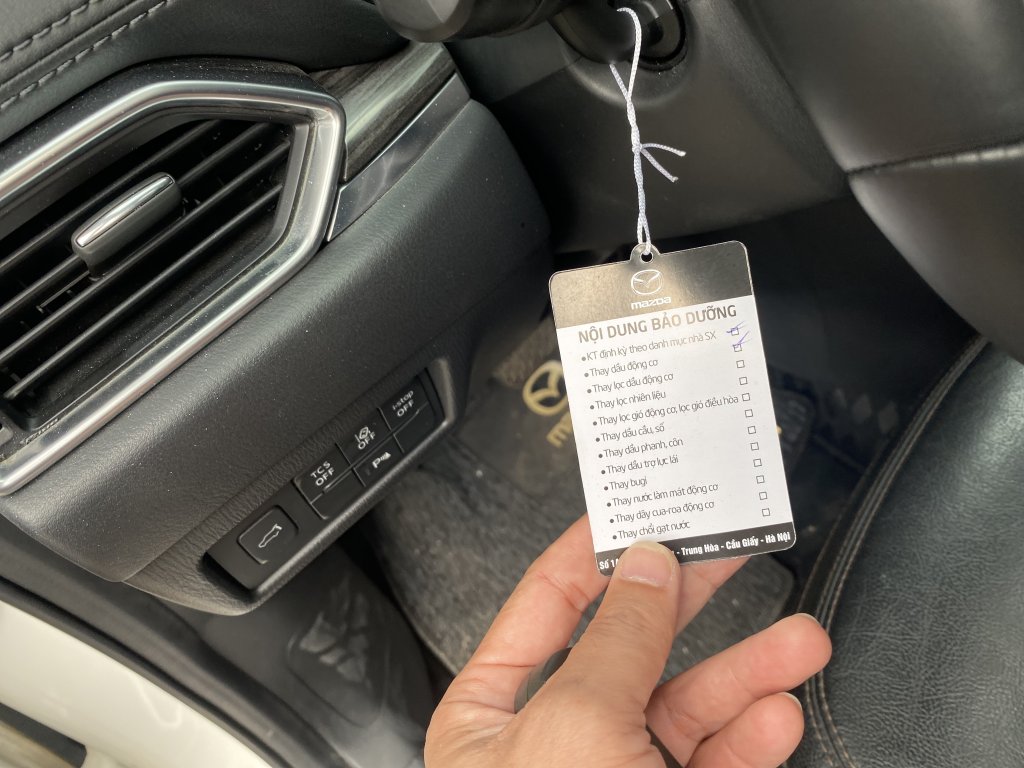 mazda
NỘI DUNG BẢO DƯỠNG
• KT định kỳ theo danh mục nhà SX
• Thay dầu động cơ
• Thay lọc dầu động cơ
• Thay lọc nhiên liệu
• Thay lọc gió động cơ, lọc gió điều hòa
• Thay dầu cầu, số
• Thay dầu phanh, côn
• Thay dầu trợ lực lái
• Thay bugi
• Thay nước làm mát động cơ
• Thay dây cua-roa động cơ
• Thay chổi gạt nước
Số - Trung Hòa - Cầu Giấy - Hà Nội
i-stop
OFF
OFF
TCS
OFF
P